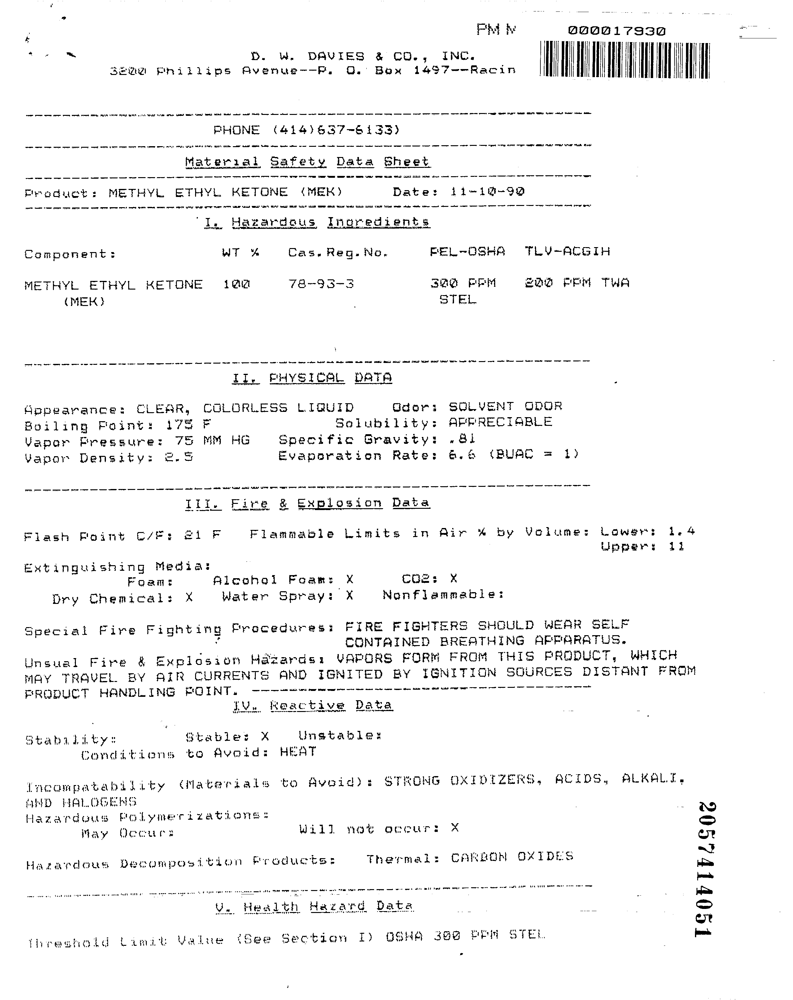 PM M 000017930
D. W. DAVIES & CO., INC.
3200 Phillips Avenue--P. O. Box 1497--Racin
PHONE (414)637-6133)
Material Safety Data Sheet
Product: METHYL ETHYL KETONE (MEK) Date: 11-10-90
I. Hazardous Ingredients
Component: WT % Cas.Reg.No. PEL-OSHA TLV-ACGIH
METHYL ETHYL KETONE 100 78-93-3 300 PPM 200 PPM TWA
(MEK) STEL
II. PHYSICAL DATA
Appearance: CLEAR, COLORLESS LIQUID Odor: SOLVENT ODOR
Boiling Point: 175 F Solubility: APPRECIABLE
Vapor Pressure: 75 MM HG Specific Gravity: .81
Vapor Density: 2.5 Evaporation Rate: 6.6 (BUAC = 1)
III. Fire & Explosion Data
Flash Point C/F: 21 F Flammable Limits in Air % by Volume: Lower: 1.4
Upper: 11
Extinguishing Media:
Foam: Alcohol Foam: X CO2: X
Dry Chemical: X Water Spray: X Nonflammable:
Special Fire Fighting Procedures: FIRE FIGHTERS SHOULD WEAR SELF
CONTAINED BREATHING APPARATUS.
Unsual Fire & Explosion Hazards: VAPORS FORM FROM THIS PRODUCT, WHICH
MAY TRAVEL BY AIR CURRENTS AND IGNITED BY IGNITION SOURCES DISTANT FROM
PRODUCT HANDLING POINT. ------------------------------------
IV. Reactive Data
Stability: Stable: X Unstable:
Conditions to Avoid: HEAT
Incompatability (Materials to Avoid): STRONG OXIDIZERS, ACIDS, ALKALI,
AND HALOGENS
Hazardous Polymerizations:
May Occur: Will not occur: X
Hazardous Decomposition Products: Thermal: CARBON OXIDES
V. Health Hazard Data
Threshold Limit Value (See Section I) OSHA 300 PPM STEL
2057414051